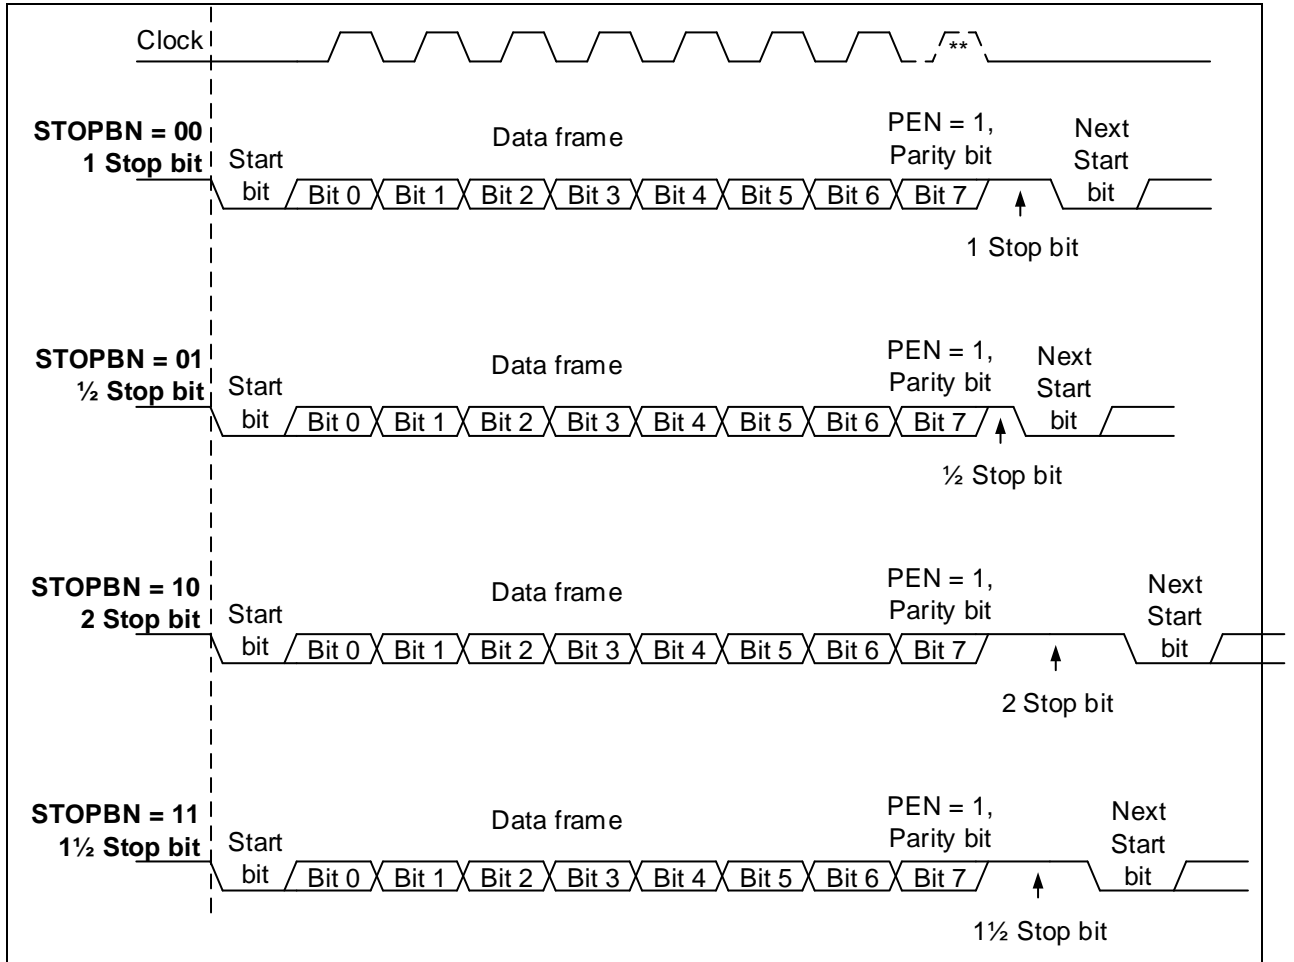 Clock
**
STOPBN = 00
1 Stop bit
Start
bit
Data frame
PEN = 1,
Parity bit
Next
Start
bit
Bit 0 Bit 1 Bit 2 Bit 3 Bit 4 Bit 5 Bit 6 Bit 7
1 Stop bit
STOPBN = 01
½ Stop bit
Start
bit
Data frame
PEN = 1,
Parity bit
Next
Start
bit
Bit 0 Bit 1 Bit 2 Bit 3 Bit 4 Bit 5 Bit 6 Bit 7
½ Stop bit
STOPBN = 10
2 Stop bit
Start
bit
Data frame
PEN = 1,
Parity bit
Next
Start
bit
Bit 0 Bit 1 Bit 2 Bit 3 Bit 4 Bit 5 Bit 6 Bit 7
2 Stop bit
STOPBN = 11
1½ Stop bit
Start
bit
Data frame
PEN = 1,
Parity bit
Next
Start
bit
Bit 0 Bit 1 Bit 2 Bit 3 Bit 4 Bit 5 Bit 6 Bit 7
1½ Stop bit